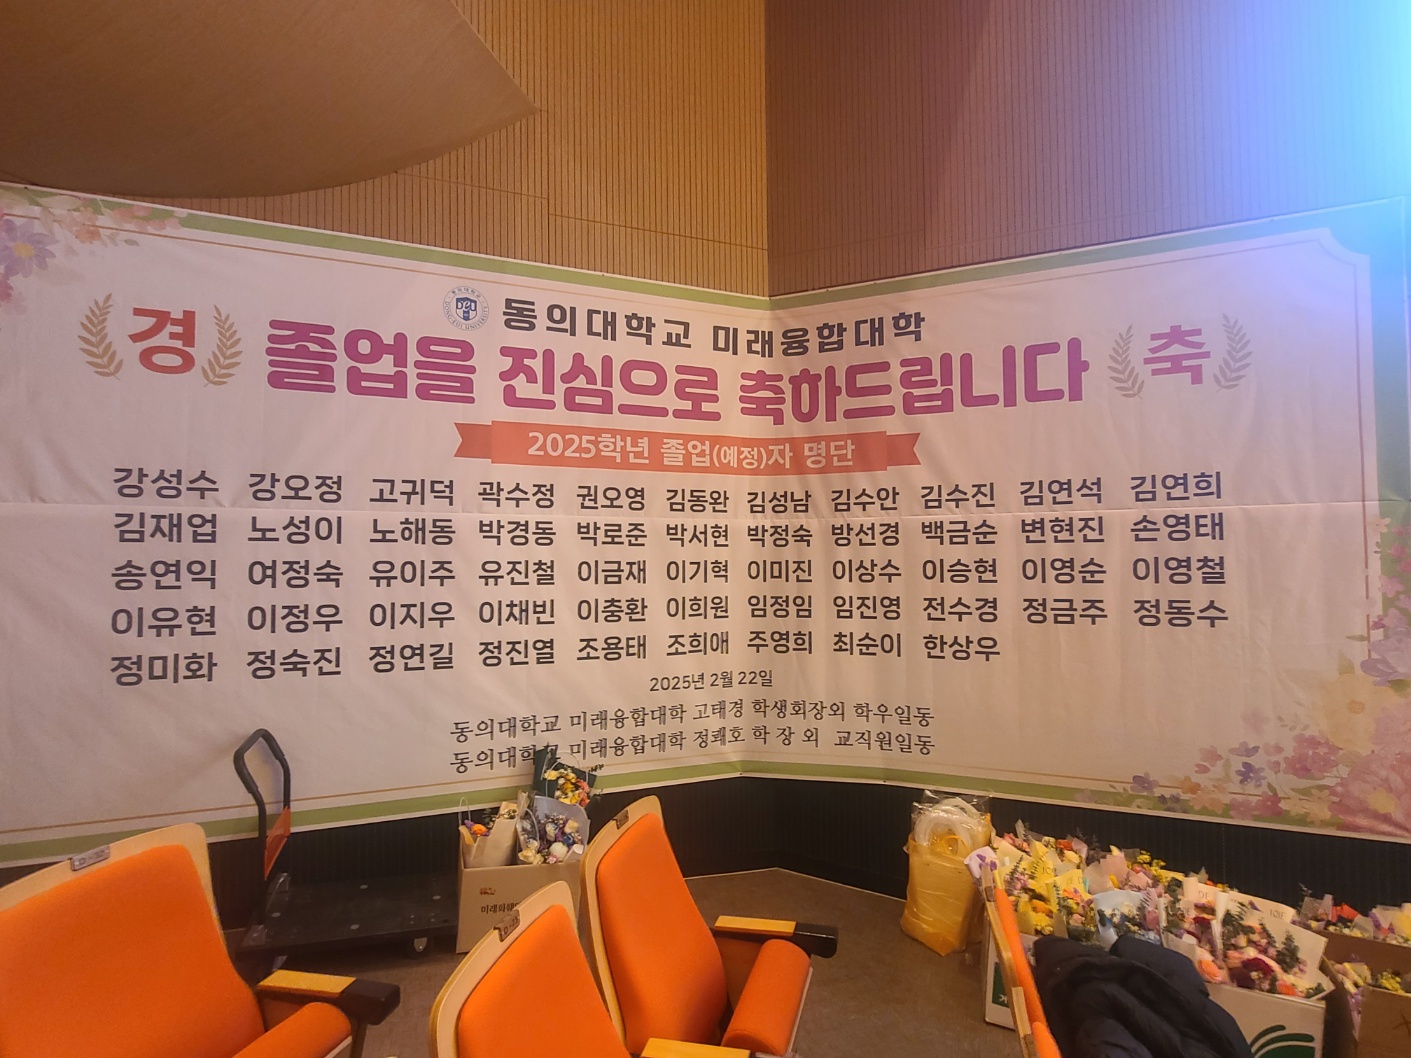 동의대학교 미래융합대학
경 졸업을 진심으로 축하드립니다 축
2025학년 졸업(예정)자 명단
강성수 강오정 고귀덕 곽수정 권오영 김동완 김성남 김수안 김수진 김연석 김연희
김재업 노성이 노해동 박경동 박로준 박서현 박정숙 방선경 백금순 변현진 손영태
송연익 여정숙 유이주 유진철 이금재 이기혁 이미진 이상수 이승현 이영순 이영철
이유현 이정우 이지우 이채빈 이충환 이희원 임정임 임진영 전수경 정금주 정동수
정미화 정숙진 정연길 정진열 조용태 조희애 주영희 최순이 한상우
2025년 2월 22일
동의대학교 미래융합대학 고태경 학생회장외 학우일동
동의대학교 미래융합대학 정쾌호 학 장 외 교직원일동